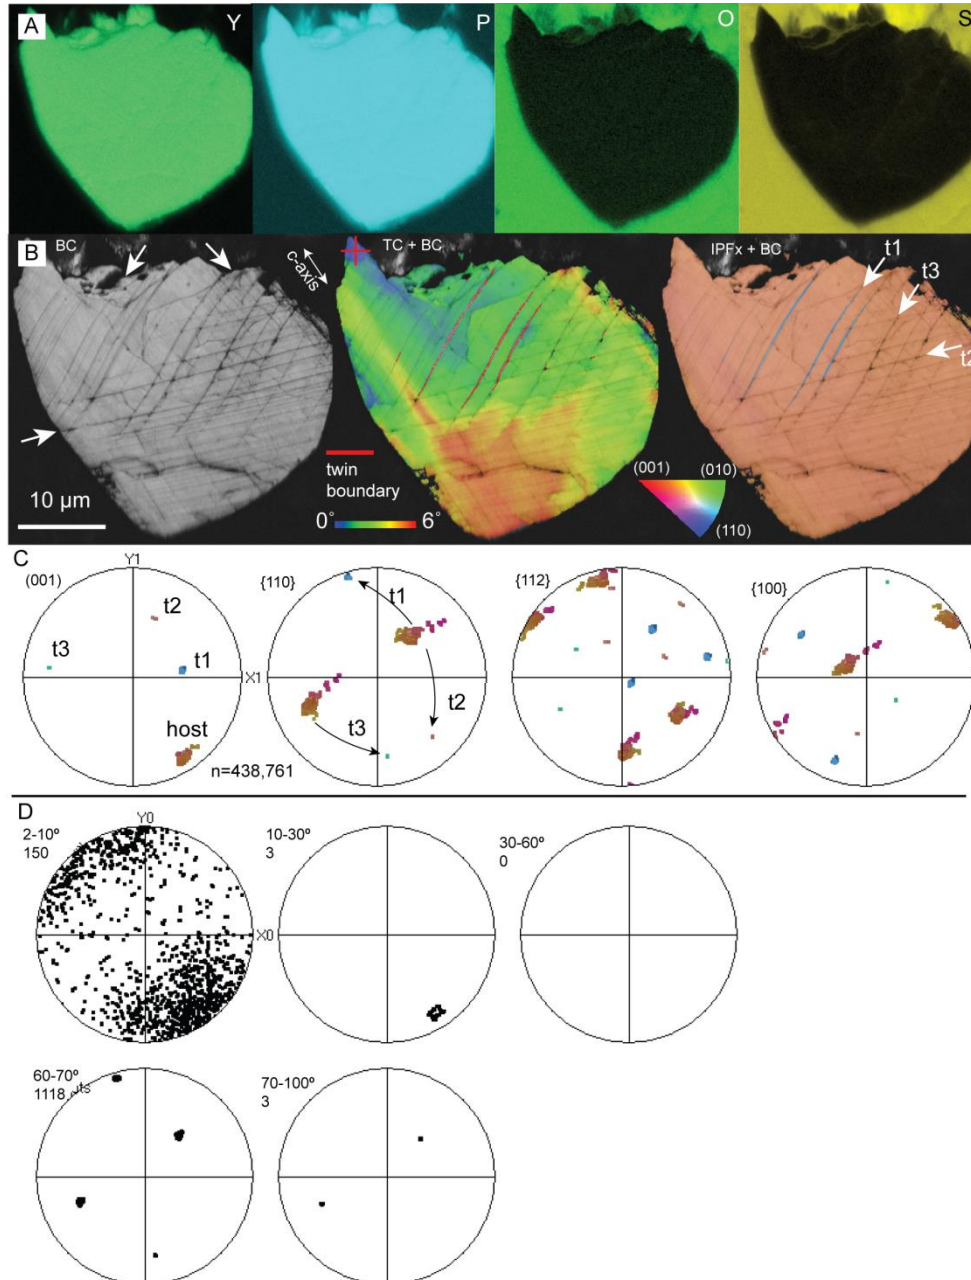 A
Y
P
O
S
B
BC
c-axis
TC + BC
IPFx + BC
t1
t3
t2
10 µm
twin
boundary
0°
6°
(001)
(010)
(110)
C
Y1
(001)
t2
t3
t1
X1
host
n=438,761
{110}
t1
t2
t3
{112}
{100}
D
Y0
2-10º
150
X0
10-30º
3
30-60º
0
60-70º
1118
70-100º
3